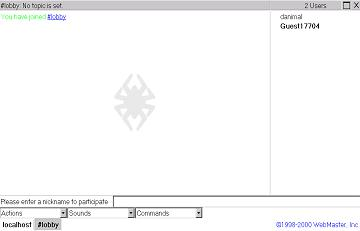 #lobby: No topic is set.
2 Users
You have joined #lobby
danimal
Guest17704
Please enter a nickname to participate
Actions Sounds Commands
localhost #lobby
©1998-2000 WebMaster, Inc